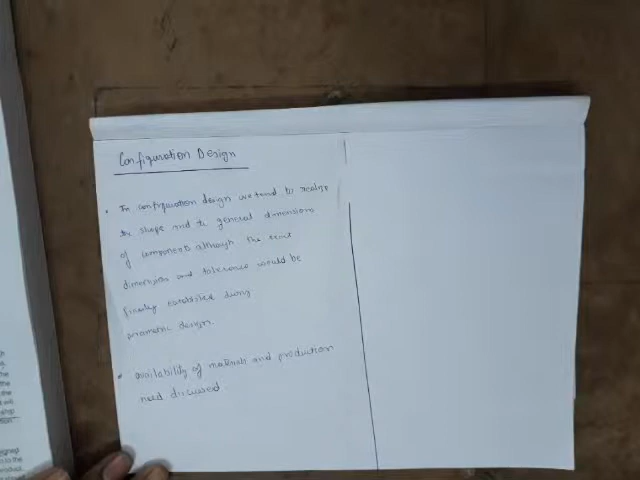 Configuration Design
• In configuration design we tend to realize
the shape and the general dimensions
of components although the exact
dimension and tolerance would be
finally established during
parametric design.
• availability of materials and production
need discussed.